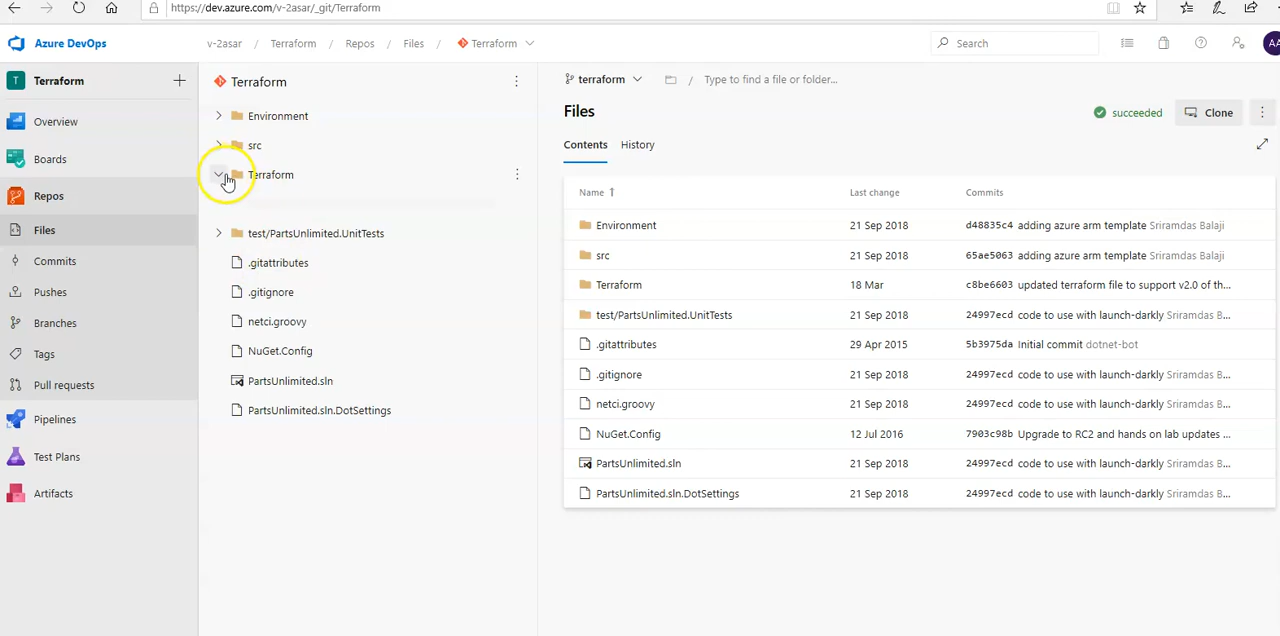 https://dev.azure.com/v-2asar/_git/Terraform
Azure DevOps
v-2asar / Terraform / Repos / Files / Terraform
Search
AA
T Terraform
Overview
Boards
Repos
Files
Commits
Pushes
Branches
Tags
Pull requests
Pipelines
Test Plans
Artifacts
Terraform
Environment
src
Terraform
test/PartsUnlimited.UnitTests
.gitattributes
.gitignore
netci.groovy
NuGet.Config
PartsUnlimited.sln
PartsUnlimited.sln.DotSettings
terraform / Type to find a file or folder...
Files
succeeded
Clone
Contents History
Name Last change Commits
Environment 21 Sep 2018 d48835c4 adding azure arm template Sriramdas Balaji
src 21 Sep 2018 65ae5063 adding azure arm template Sriramdas Balaji
Terraform 18 Mar c8be6603 updated terraform file to support v2.0 of th...
test/PartsUnlimited.UnitTests 21 Sep 2018 24997ecd code to use with launch-darkly Sriramdas B...
.gitattributes 29 Apr 2015 5b3975da Initial commit dotnet-bot
.gitignore 21 Sep 2018 24997ecd code to use with launch-darkly Sriramdas B...
netci.groovy 21 Sep 2018 24997ecd code to use with launch-darkly Sriramdas B...
NuGet.Config 12 Jul 2016 7903c98b Upgrade to RC2 and hands on lab updates ...
PartsUnlimited.sln 21 Sep 2018 24997ecd code to use with launch-darkly Sriramdas B...
PartsUnlimited.sln.DotSettings 21 Sep 2018 24997ecd code to use with launch-darkly Sriramdas B...